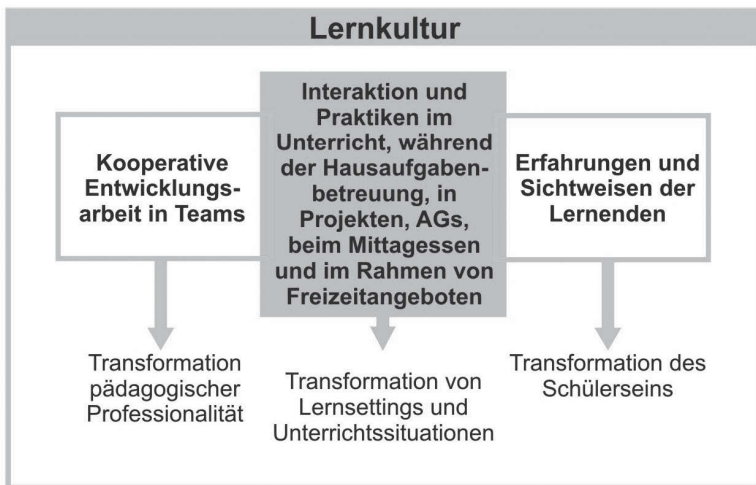 Lernkultur
Kooperative
Entwicklungs-
arbeit in Teams
Interaktion und
Praktiken im
Unterricht, während
der Hausaufgaben-
betreuung, in
Projekten, AGs,
beim Mittagessen
und im Rahmen von
Freizeitangeboten
Erfahrungen und
Sichtweisen der
Lernenden
Transformation
pädagogischer
Professionalität
Transformation von
Lernsettings und
Unterrichtssituationen
Transformation des
Schülerseins